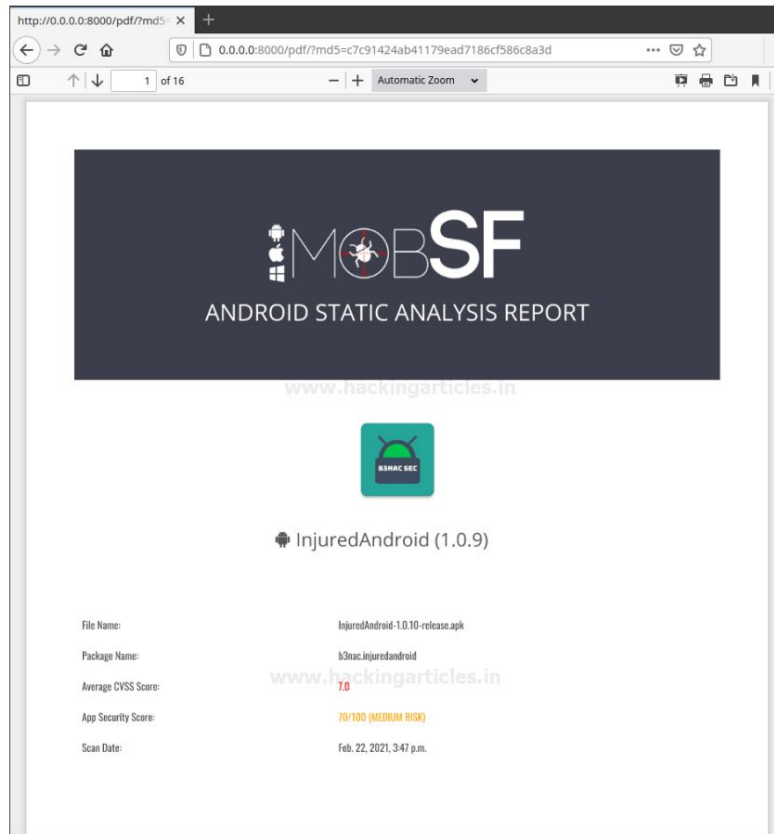 http://0.0.0.0:8000/pdf/?md5=
0.0.0.0:8000/pdf/?md5=c7c91424ab41179ead7186cf586c8a3d
1 of 16
Automatic Zoom
MOBSF
ANDROID STATIC ANALYSIS REPORT
www.hackingarticles.in
B3NAC SEC
InjuredAndroid (1.0.9)
File Name: InjuredAndroid-1.0.10-release.apk
Package Name: b3nac.injuredandroid
www.hackingarticles.in
Average CVSS Score: 7.0
App Security Score: 70/100 (MEDIUM RISK)
Scan Date: Feb. 22, 2021, 3:47 p.m.